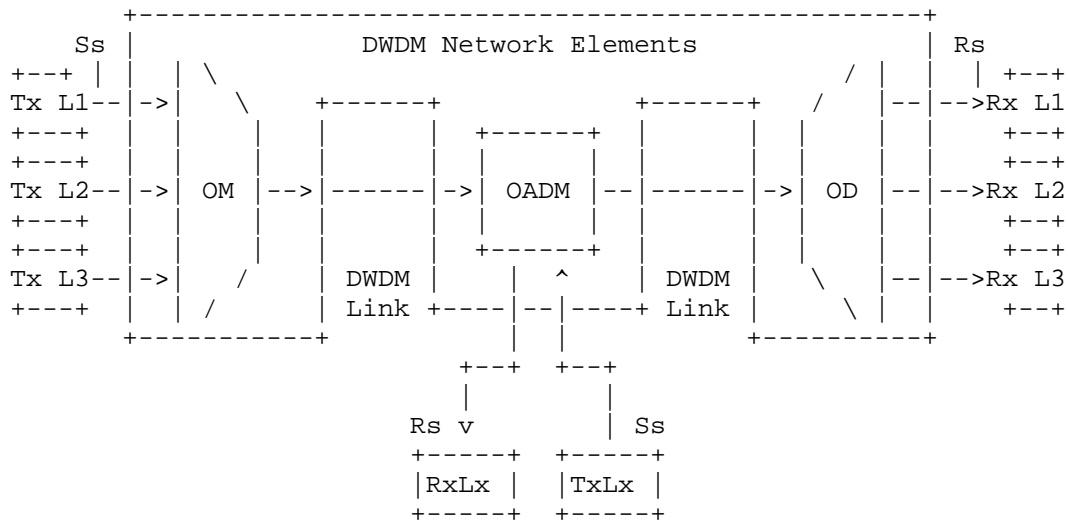 Ss DWDM Network Elements Rs
Tx L1 Rx L1
Tx L2 OM OADM OD Rx L2
Tx L3 DWDM DWDM Rx L3
Link Link
Rs v Ss
RxLx TxLx